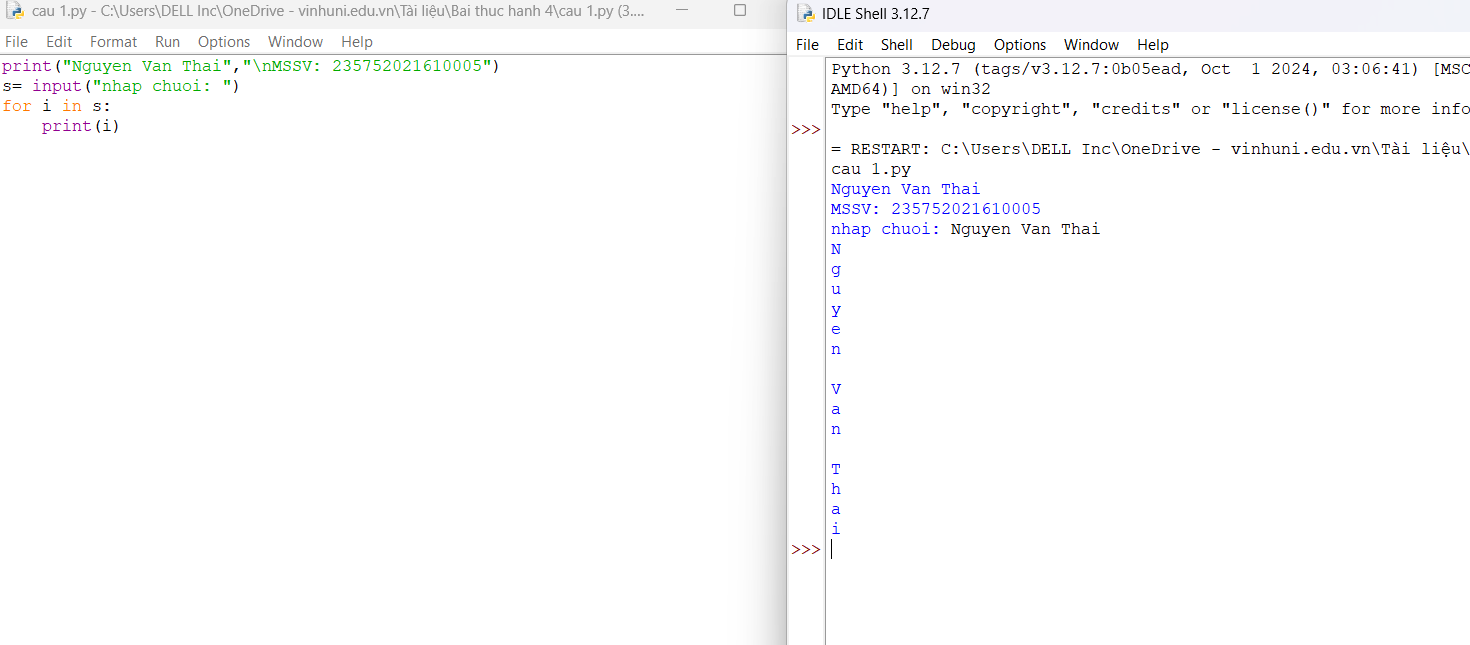 cau 1.py - C:\Users\DELL Inc\OneDrive - vinhuni.edu.vn\Tài liệu\Bai thuc hanh 4\cau 1.py (3....
File Edit Format Run Options Window Help
print("Nguyen Van Thai","\nMSSV: 235752021610005")
s= input("nhap chuoi: ")
for i in s:
    print(i)
IDLE Shell 3.12.7
File Edit Shell Debug Options Window Help
Python 3.12.7 (tags/v3.12.7:0b05ead, Oct  1 2024, 03:06:41) [MSC
AMD64)] on win32
Type "help", "copyright", "credits" or "license()" for more info
>>>
= RESTART: C:\Users\DELL Inc\OneDrive - vinhuni.edu.vn\Tài liệu\
cau 1.py
Nguyen Van Thai
MSSV: 235752021610005
nhap chuoi: Nguyen Van Thai
N
g
u
y
e
n

V
a
n

T
h
a
i
>>>